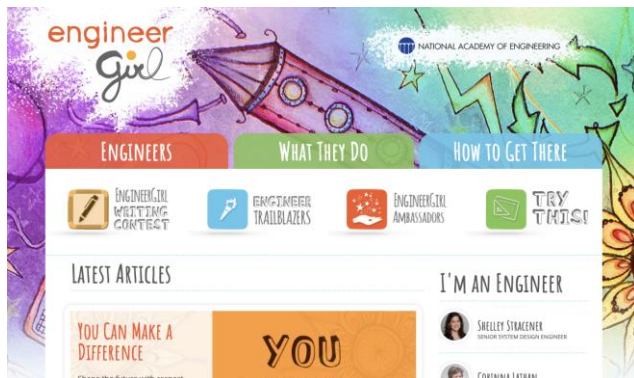 engineer
girl
NATIONAL ACADEMY OF ENGINEERING
ENGINEERS
WHAT THEY DO
HOW TO GET THERE
ENGINEERGIRL
WRITING
CONTEST
ENGINEER
TRAILBLAZERS
ENGINEERGIRL
AMBASSADORS
TRY
THIS!
LATEST ARTICLES
YOU CAN MAKE A
DIFFERENCE
YOU
I'M AN ENGINEER
SHELLEY STRACENER
SENIOR SYSTEM DESIGN ENGINEER
CORINNA LATHAN